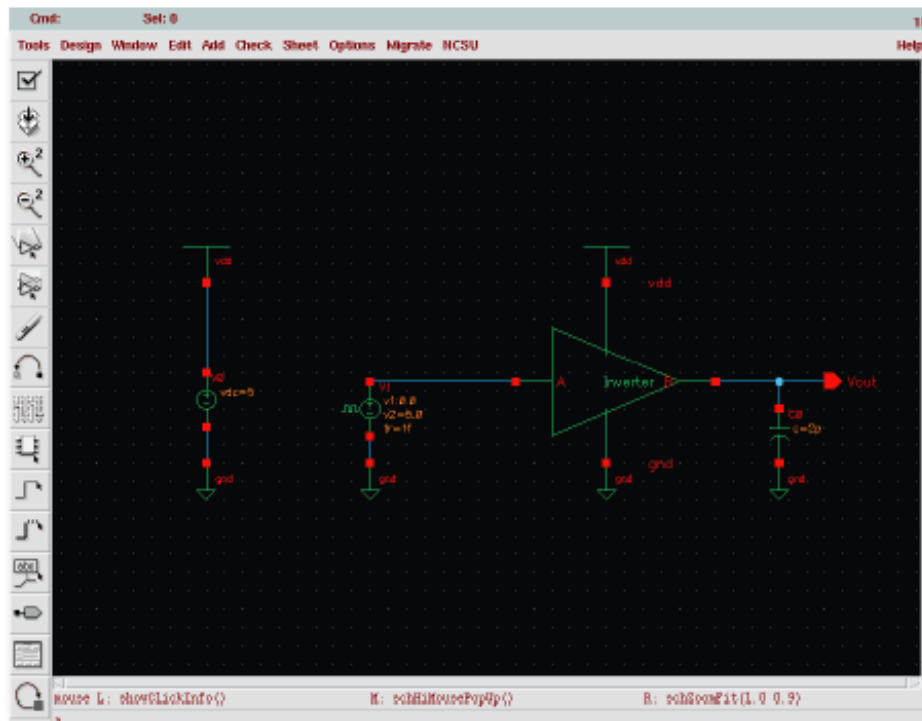 Cmd: Sel: 0
Tools Design Window Edit Add Check Sheet Options Migrate NCSU Help
vdd
vdd
vdd
V0
vdc=5
V1
v1:0.0
v2=5.0
tr=1f
A
Inverter
Vout
C0
c=2p
gnd
gnd
gnd
gnd
gnd
abc
mouse L: showClickInfo()
M: schHiMousePopUp()
R: schZoomFit(1.0 0.9)
>